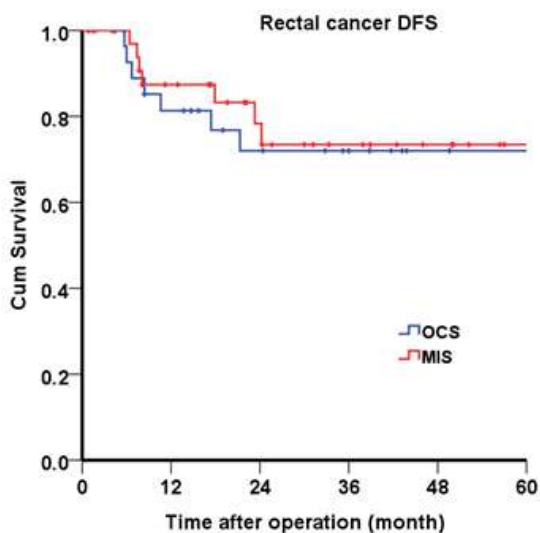 Rectal cancer DFS
1.0
0.8
0.6
0.4
0.2
0.0
Cum Survival
OCS
MIS
0 12 24 36 48 60
Time after operation (month)